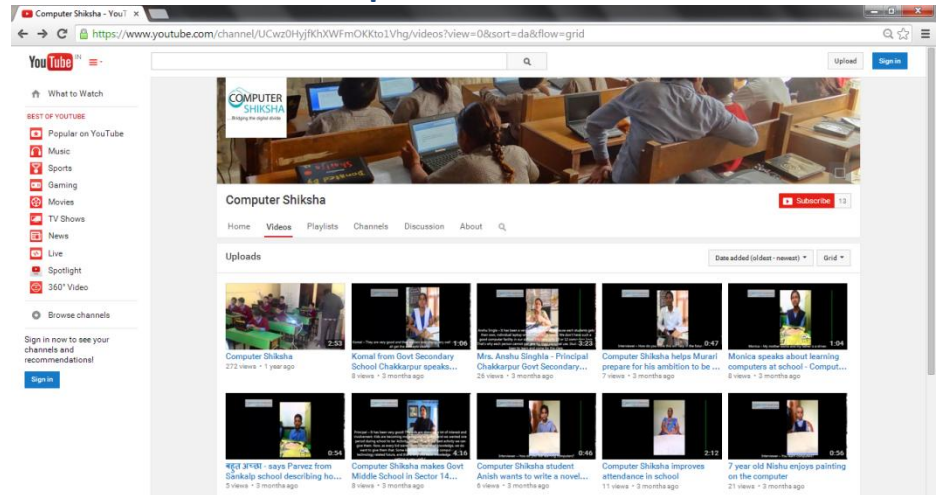 Computer Shiksha - YouT
https://www.youtube.com/channel/UCwz0HyjfKhXWFmOKKto1Vhg/videos?view=0&sort=da&flow=grid
YouTube IN
Upload
Sign in
What to Watch
BEST OF YOUTUBE
Popular on YouTube
Music
Sports
Gaming
Movies
TV Shows
News
Live
Spotlight
360° Video
Browse channels
Sign in now to see your
channels and
recommendations!
Sign in
COMPUTER
SHIKSHA
...Bridging the digital divide
Computer Shiksha
Subscribe 13
Home Videos Playlists Channels Discussion About
Uploads
Date added (oldest - newest) Grid
2:53
Computer Shiksha
272 views • 1 year ago
1:06
Komal from Govt Secondary
School Chakkarpur speaks...
8 views • 3 months ago
3:23
Mrs. Anshu Singhla - Principal
Chakkarpur Govt Secondary...
26 views • 3 months ago
0:47
Computer Shiksha helps Murari
prepare for his ambition to be ...
7 views • 3 months ago
1:04
Monica speaks about learning
computers at school - Comput...
8 views • 3 months ago
0:54
बहुत अच्छा - says Parvez from
Sankalp school describing ho...
5 views • 3 months ago
4:16
Computer Shiksha makes Govt
Middle School in Sector 14...
8 views • 3 months ago
0:46
Computer Shiksha student
Anish wants to write a novel...
6 views • 3 months ago
2:12
Computer Shiksha improves
attendance in school
11 views • 3 months ago
0:56
7 year old Nishu enjoys painting
on the computer
21 views • 3 months ago